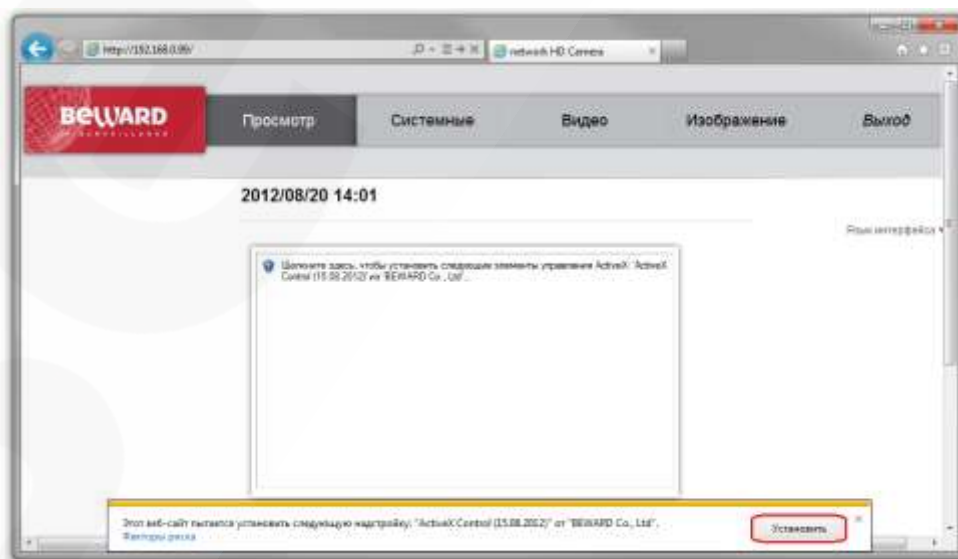 http://192.168.0.99/
network HD Camera
BEWARD
IP SURVEILLANCE
Просмотр
Системные
Видео
Изображение
Выход
2012/08/20 14:01
Язык интерфейса
Щелкните здесь, чтобы установить следующие элементы управления ActiveX: 'ActiveX
Control (15.08.2012)' из 'BEWARD Co., Ltd'...
Этот веб-сайт пытается установить следующую надстройку: "ActiveX Control (15.08.2012)" от "BEWARD Co., Ltd".
Факторы риска
Установить